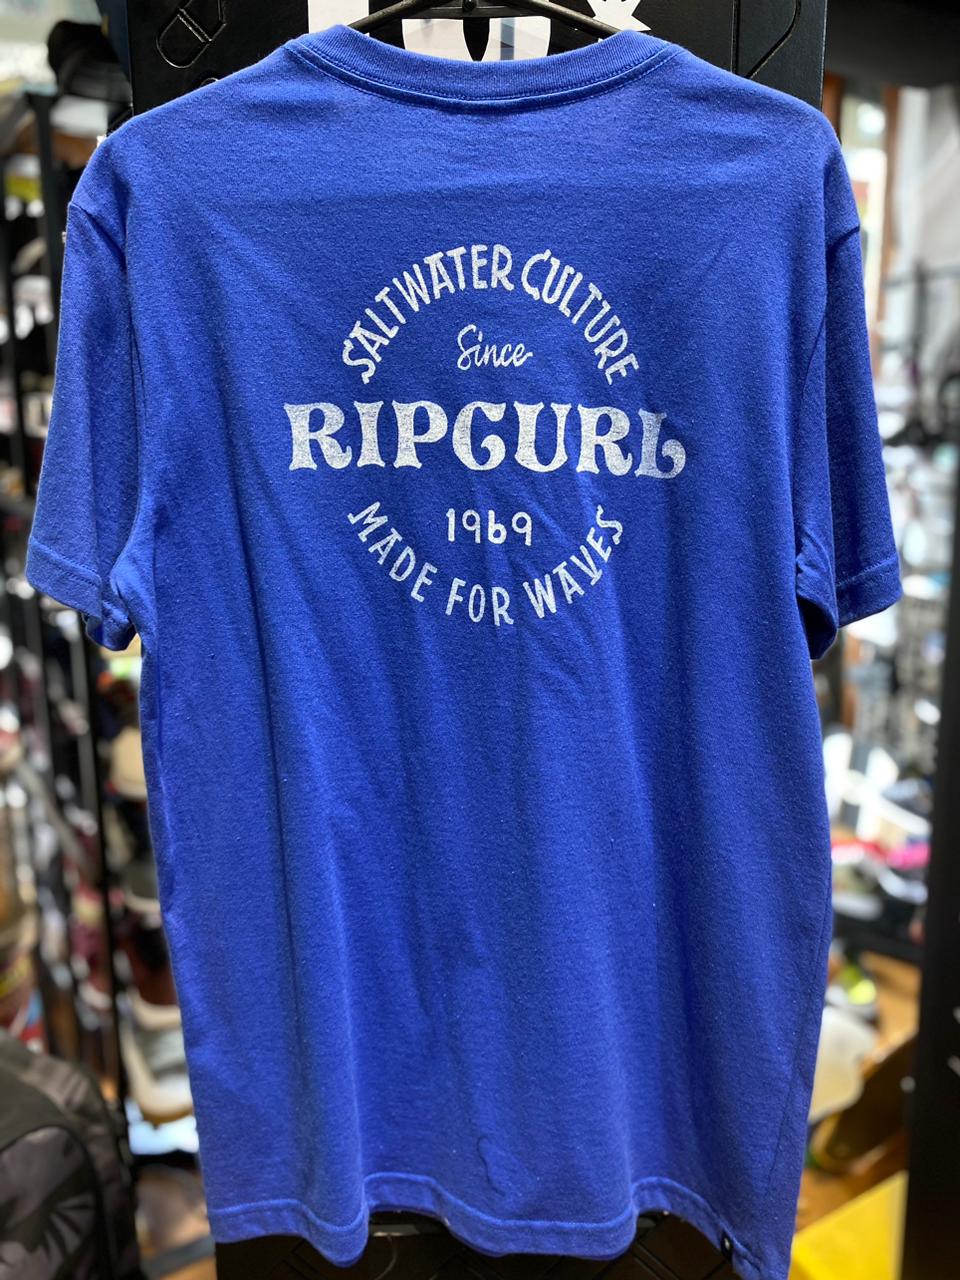 SALTWATER CULTURE
Since
RIPCURL
1969
MADE FOR WAVES